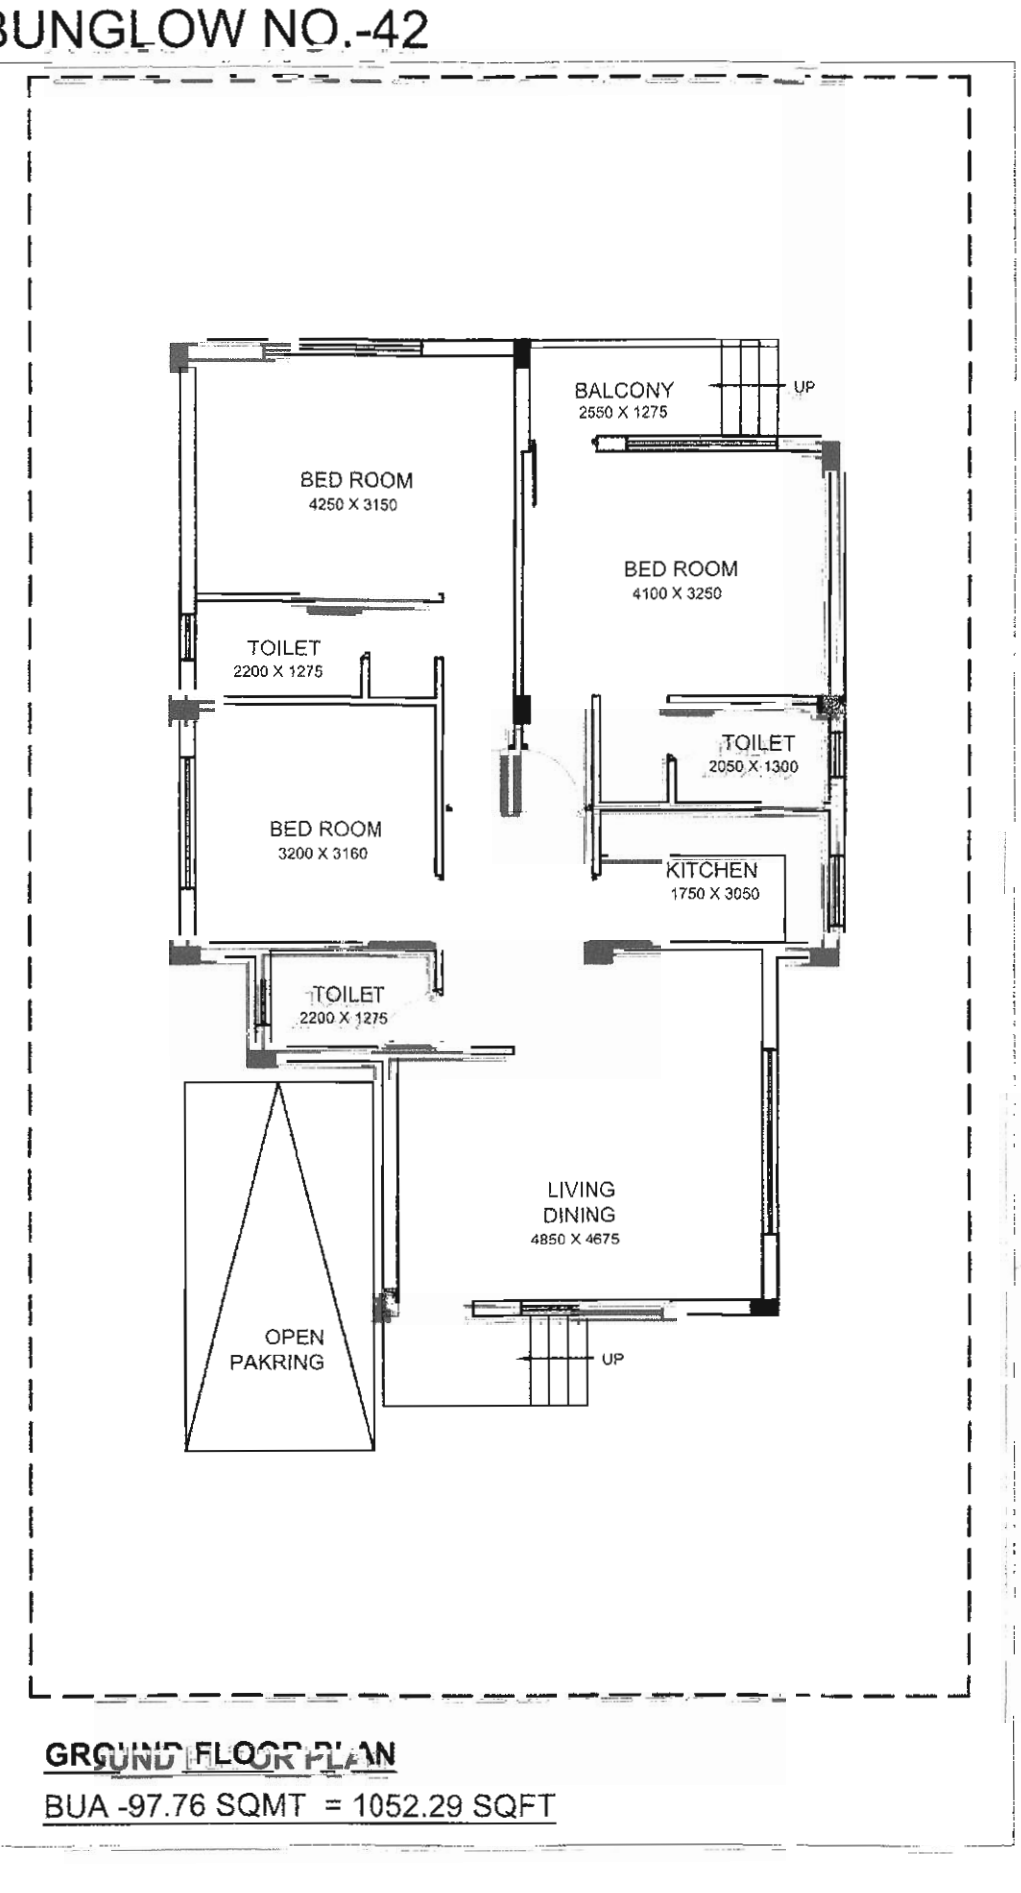 BUNGLOW NO.-42
BALCONY
2550 X 1275
UP
BED ROOM
4250 X 3150
BED ROOM
4100 X 3250
TOILET
2200 X 1275
TOILET
2050 X 1300
BED ROOM
3200 X 3160
KITCHEN
1750 X 3050
TOILET
2200 X 1275
LIVING
DINING
4850 X 4675
OPEN
PAKRING
UP
GROUND FLOOR PLAN
BUA -97.76 SQMT = 1052.29 SQFT